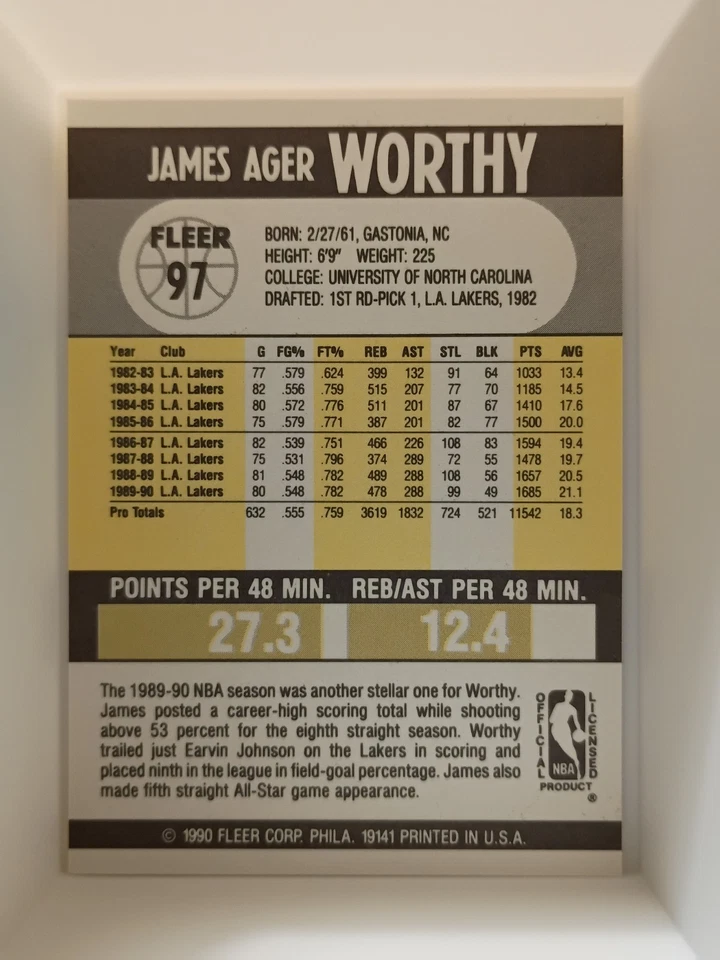 JAMES AGER WORTHY
FLEER
97
BORN: 2/27/61, GASTONIA, NC
HEIGHT: 6'9" WEIGHT: 225
COLLEGE: UNIVERSITY OF NORTH CAROLINA
DRAFTED: 1ST RD-PICK 1, L.A. LAKERS, 1982
Year Club G FG% FT% REB AST STL BLK PTS AVG
1982-83 L.A. Lakers 77 .579 .624 399 132 91 64 1033 13.4
1983-84 L.A. Lakers 82 .556 .759 515 207 77 70 1185 14.5
1984-85 L.A. Lakers 80 .572 .776 511 201 87 67 1410 17.6
1985-86 L.A. Lakers 75 .579 .771 387 201 82 77 1500 20.0
1986-87 L.A. Lakers 82 .539 .751 466 226 108 83 1594 19.4
1987-88 L.A. Lakers 75 .531 .796 374 289 72 55 1478 19.7
1988-89 L.A. Lakers 81 .548 .782 489 288 108 56 1657 20.5
1989-90 L.A. Lakers 80 .548 .782 478 288 99 49 1685 21.1
Pro Totals 632 .555 .759 3619 1832 724 521 11542 18.3
POINTS PER 48 MIN. REB/AST PER 48 MIN.
27.3 12.4
The 1989-90 NBA season was another stellar one for Worthy.
James posted a career-high scoring total while shooting
above 53 percent for the eighth straight season. Worthy
trailed just Earvin Johnson on the Lakers in scoring and
placed ninth in the league in field-goal percentage. James also
made fifth straight All-Star game appearance.
OFFICIAL LICENSED
NBA
PRODUCT
®
© 1990 FLEER CORP. PHILA. 19141 PRINTED IN U.S.A.